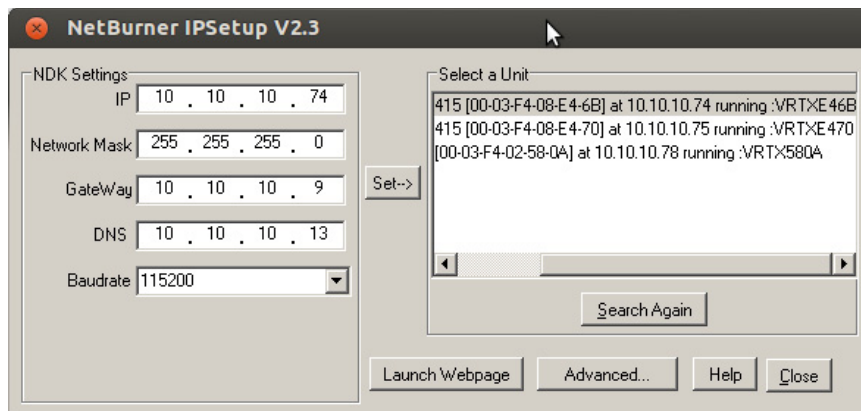 NetBurner IPSetup V2.3
NDK Settings
IP 10 . 10 . 10 . 74
Network Mask 255 . 255 . 255 . 0
GateWay 10 . 10 . 10 . 9
DNS 10 . 10 . 10 . 13
Baudrate 115200
Set-->
Select a Unit
415 [00-03-F4-08-E4-6B] at 10.10.10.74 running :VRTXE46B
415 [00-03-F4-08-E4-70] at 10.10.10.75 running :VRTXE470
[00-03-F4-02-58-0A] at 10.10.10.78 running :VRTX580A
Search Again
Launch Webpage
Advanced...
Help
Close